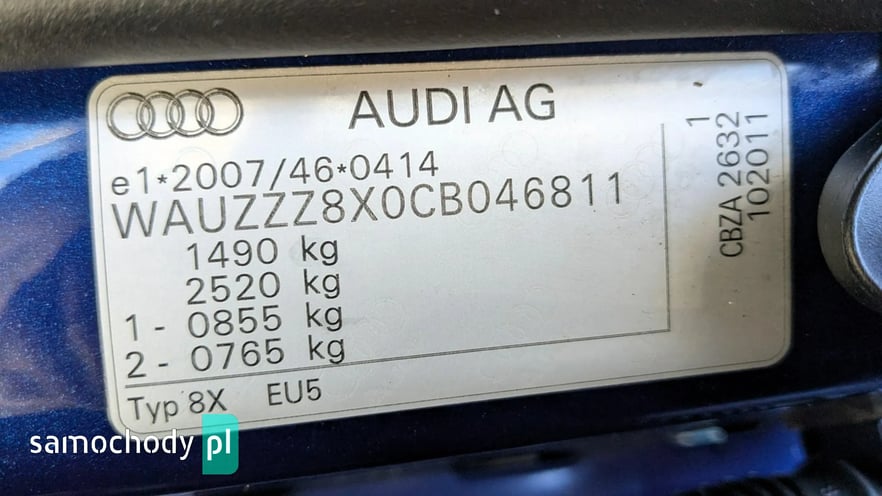 AUDI AG
e1*2007/46*0414
WAUZZZ8X0CB046811
1490 kg
2520 kg
1 - 0855 kg
2 - 0765 kg
Typ 8X EU5
1
CBZA 2632
102011
samochody pl